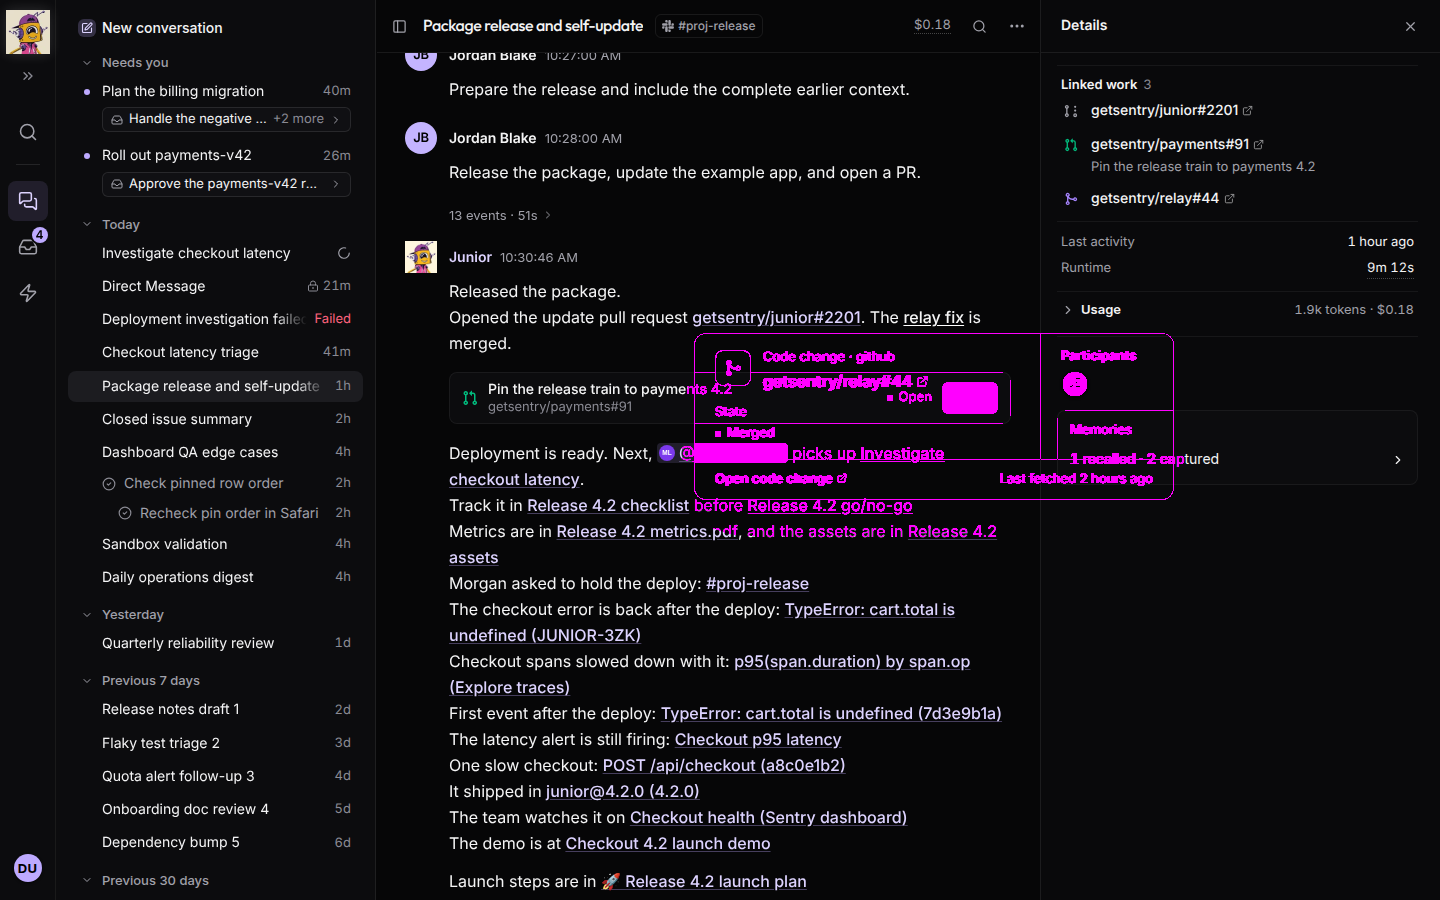 New conversation
Needs you
Plan the billing migration 40m
Handle the negative ... +2 more
Roll out payments-v42 26m
Approve the payments-v42 r...
Today
Investigate checkout latency
Direct Message 21m
Deployment investigation failed Failed
Checkout latency triage 41m
Package release and self-update 1h
Closed issue summary 2h
Dashboard QA edge cases 4h
Check pinned row order 2h
Recheck pin order in Safari 2h
Sandbox validation 4h
Daily operations digest 4h
Yesterday
Quarterly reliability review 1d
Previous 7 days
Release notes draft 1 2d
Flaky test triage 2 3d
Quota alert follow-up 3 4d
Onboarding doc review 4 5d
Dependency bump 5 6d
Previous 30 days
4
DU
Package release and self-update #proj-release $0.18
JB Jordan Blake 10:27:00 AM
Prepare the release and include the complete earlier context.
JB Jordan Blake 10:28:00 AM
Release the package, update the example app, and open a PR.
13 events · 51s
Junior 10:30:46 AM
Released the package.
Opened the update pull request getsentry/junior#2201. The relay fix is
merged.
Pin the release train to payments 4.2
getsentry/payments#91
Open
Code change · github
getsentry/relay#44
State
Merged
Open code change Last fetched 2 hours ago
Deployment is ready. Next, ML @ picks up Investigate
checkout latency.
Track it in Release 4.2 checklist before Release 4.2 go/no-go
Metrics are in Release 4.2 metrics.pdf, and the assets are in Release 4.2
assets
Morgan asked to hold the deploy: #proj-release
The checkout error is back after the deploy: TypeError: cart.total is
undefined (JUNIOR-3ZK)
Checkout spans slowed down with it: p95(span.duration) by span.op
(Explore traces)
First event after the deploy: TypeError: cart.total is undefined (7d3e9b1a)
The latency alert is still firing: Checkout p95 latency
One slow checkout: POST /api/checkout (a8c0e1b2)
It shipped in junior@4.2.0 (4.2.0)
The team watches it on Checkout health (Sentry dashboard)
The demo is at Checkout 4.2 launch demo
Launch steps are in 🚀 Release 4.2 launch plan
Details
Linked work 3
getsentry/junior#2201
getsentry/payments#91
Pin the release train to payments 4.2
getsentry/relay#44
Last activity 1 hour ago
Runtime 9m 12s
Usage 1.9k tokens · $0.18
Participants
Memories
1 recalled · 2 captured